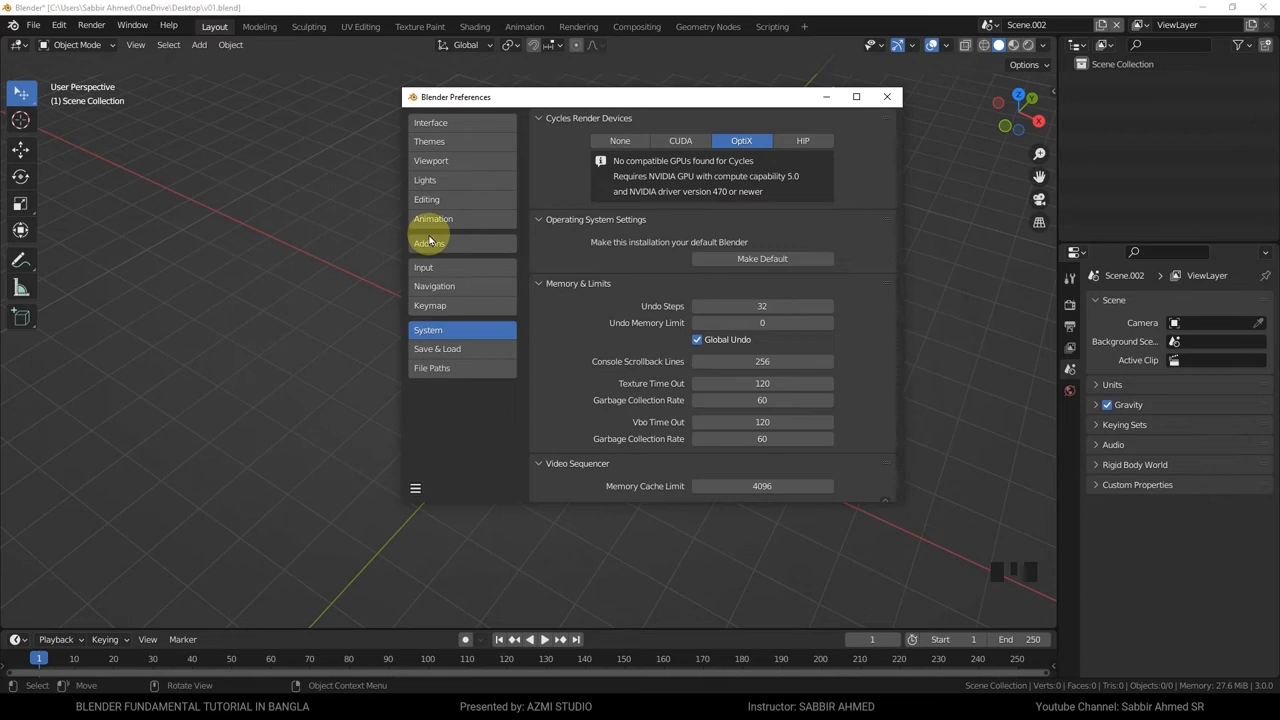 Blender* [C:\Users\Sabbir Ahmed\OneDrive\Desktop\v01.blend]
File Edit Render Window Help Layout Modeling Sculpting UV Editing Texture Paint Shading Animation Rendering Compositing Geometry Nodes Scripting + Scene.002 ViewLayer
Object Mode View Select Add Object Global
Options
Scene Collection
User Perspective
(1) Scene Collection
Z
Y
X
Blender Preferences
Interface
Themes
Viewport
Lights
Editing
Animation
Add-ons
Input
Navigation
Keymap
System
Save & Load
File Paths
Cycles Render Devices
None CUDA OptiX HIP
No compatible GPUs found for Cycles
Requires NVIDIA GPU with compute capability 5.0
and NVIDIA driver version 470 or newer
Operating System Settings
Make this installation your default Blender
Make Default
Memory & Limits
Undo Steps 32
Undo Memory Limit 0
Global Undo
Console Scrollback Lines 256
Texture Time Out 120
Garbage Collection Rate 60
Vbo Time Out 120
Garbage Collection Rate 60
Video Sequencer
Memory Cache Limit 4096
Scene.002 ViewLayer
Scene
Camera
Background Sce...
Active Clip
Units
Gravity
Keying Sets
Audio
Rigid Body World
Custom Properties
Playback Keying View Marker 1 Start 1 End 250
1 10 20 30 40 50 60 70 80 90 100 110 120 130 140 150 160 170 180 190 200 210 220 230 240 250
Select Move Rotate View Object Context Menu Scene Collection | Verts:0 | Faces:0 | Tris:0 | Objects:0/0 | Memory: 27.6 MiB | 3.0.0
BLENDER FUNDAMENTAL TUTORIAL IN BANGLA Presented by: AZMI STUDIO Instructor: SABBIR AHMED Youtube Channel: Sabbir Ahmed SR